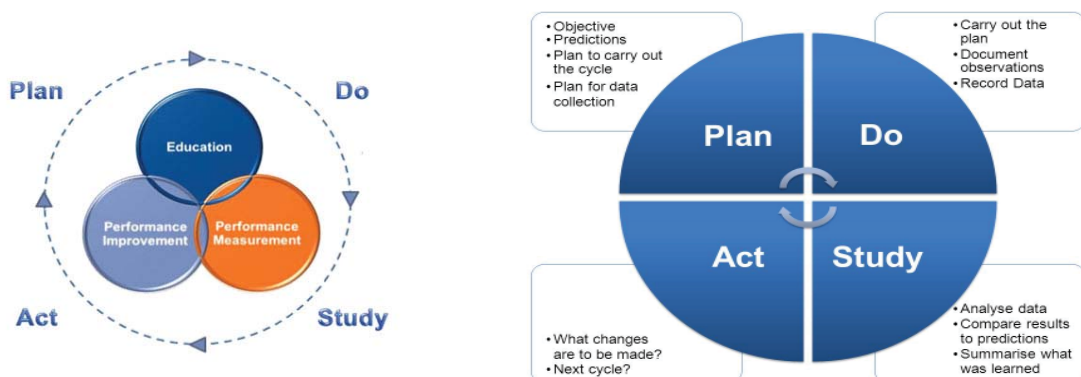 Plan
Do
Education
Performance
Improvement
Performance
Measurement
Act
Study
• Objective
• Predictions
• Plan to carry out
the cycle
• Plan for data
collection
• Carry out the
plan
• Document
observations
• Record Data
Plan
Do
Act
Study
• What changes
are to be made?
• Next cycle?
• Analyse data
• Compare results
to predictions
• Summarise what
was learned